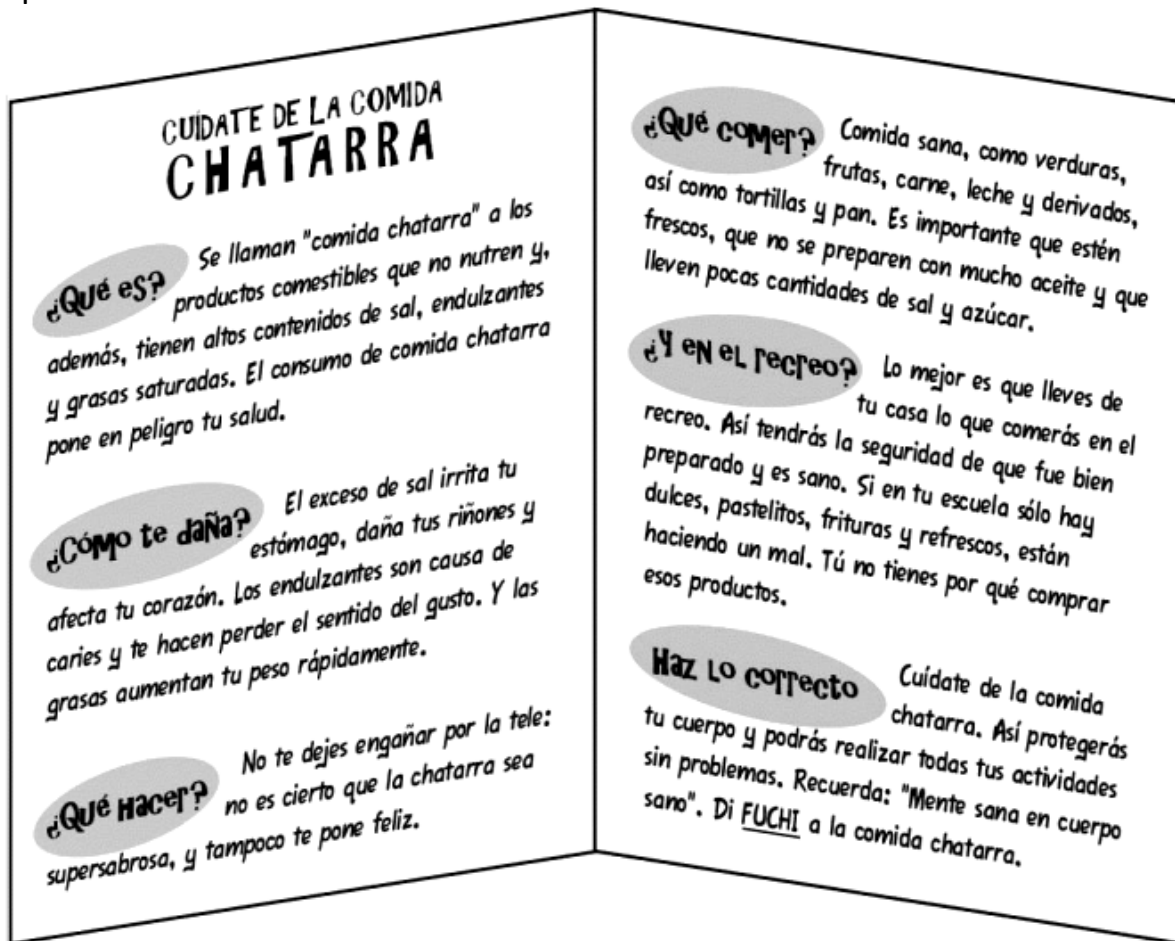 CUÍDATE DE LA COMIDA
CHATARRA
¿Qué es? Se llaman "comida chatarra" a los
productos comestibles que no nutren y,
además, tienen altos contenidos de sal, endulzantes
y grasas saturadas. El consumo de comida chatarra
pone en peligro tu salud.
¿Cómo te daña? El exceso de sal irrita tu
estómago, daña tus riñones y
afecta tu corazón. Los endulzantes son causa de
caries y te hacen perder el sentido del gusto. Y las
grasas aumentan tu peso rápidamente.
¿Qué Hacer? No te dejes engañar por la tele:
no es cierto que la chatarra sea
supersabrosa, y tampoco te pone feliz.
¿Qué comer? Comida sana, como verduras,
frutas, carne, leche y derivados,
así como tortillas y pan. Es importante que estén
frescos, que no se preparen con mucho aceite y que
lleven pocas cantidades de sal y azúcar.
¿Y en el recreo? Lo mejor es que lleves de
tu casa lo que comerás en el
recreo. Así tendrás la seguridad de que fue bien
preparado y es sano. Si en tu escuela sólo hay
dulces, pastelitos, frituras y refrescos, están
haciendo un mal. Tú no tienes por qué comprar
esos productos.
Haz lo correcto Cuídate de la comida
chatarra. Así protegerás
tu cuerpo y podrás realizar todas tus actividades
sin problemas. Recuerda: "Mente sana en cuerpo
sano". Di FUCHI a la comida chatarra.